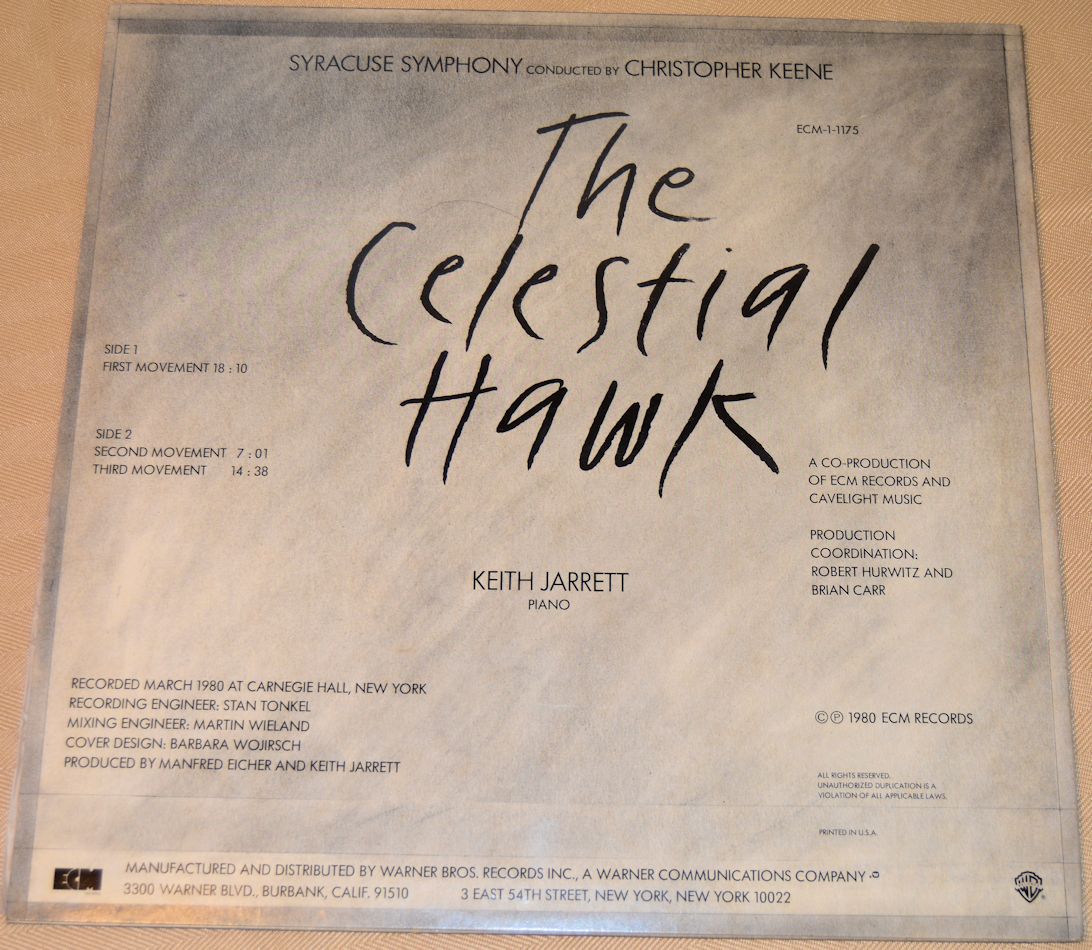 SYRACUSE SYMPHONY CONDUCTED BY CHRISTOPHER KEENE
ECM-1-1175
The
Celestial
Hawk
SIDE 1
FIRST MOVEMENT 18 : 10
SIDE 2
SECOND MOVEMENT 7 : 01
THIRD MOVEMENT 14 : 38
A CO-PRODUCTION
OF ECM RECORDS AND
CAVELIGHT MUSIC
PRODUCTION
COORDINATION:
ROBERT HURWITZ AND
BRIAN CARR
KEITH JARRETT
PIANO
RECORDED MARCH 1980 AT CARNEGIE HALL, NEW YORK
RECORDING ENGINEER: STAN TONKEL
MIXING ENGINEER: MARTIN WIELAND
COVER DESIGN: BARBARA WOJIRSCH
PRODUCED BY MANFRED EICHER AND KEITH JARRETT
©℗ 1980 ECM RECORDS
ALL RIGHTS RESERVED.
UNAUTHORIZED DUPLICATION IS A
VIOLATION OF ALL APPLICABLE LAWS.
PRINTED IN U.S.A.
ECM
MANUFACTURED AND DISTRIBUTED BY WARNER BROS. RECORDS INC., A WARNER COMMUNICATIONS COMPANY
3300 WARNER BLVD., BURBANK, CALIF. 91510 3 EAST 54TH STREET, NEW YORK, NEW YORK 10022